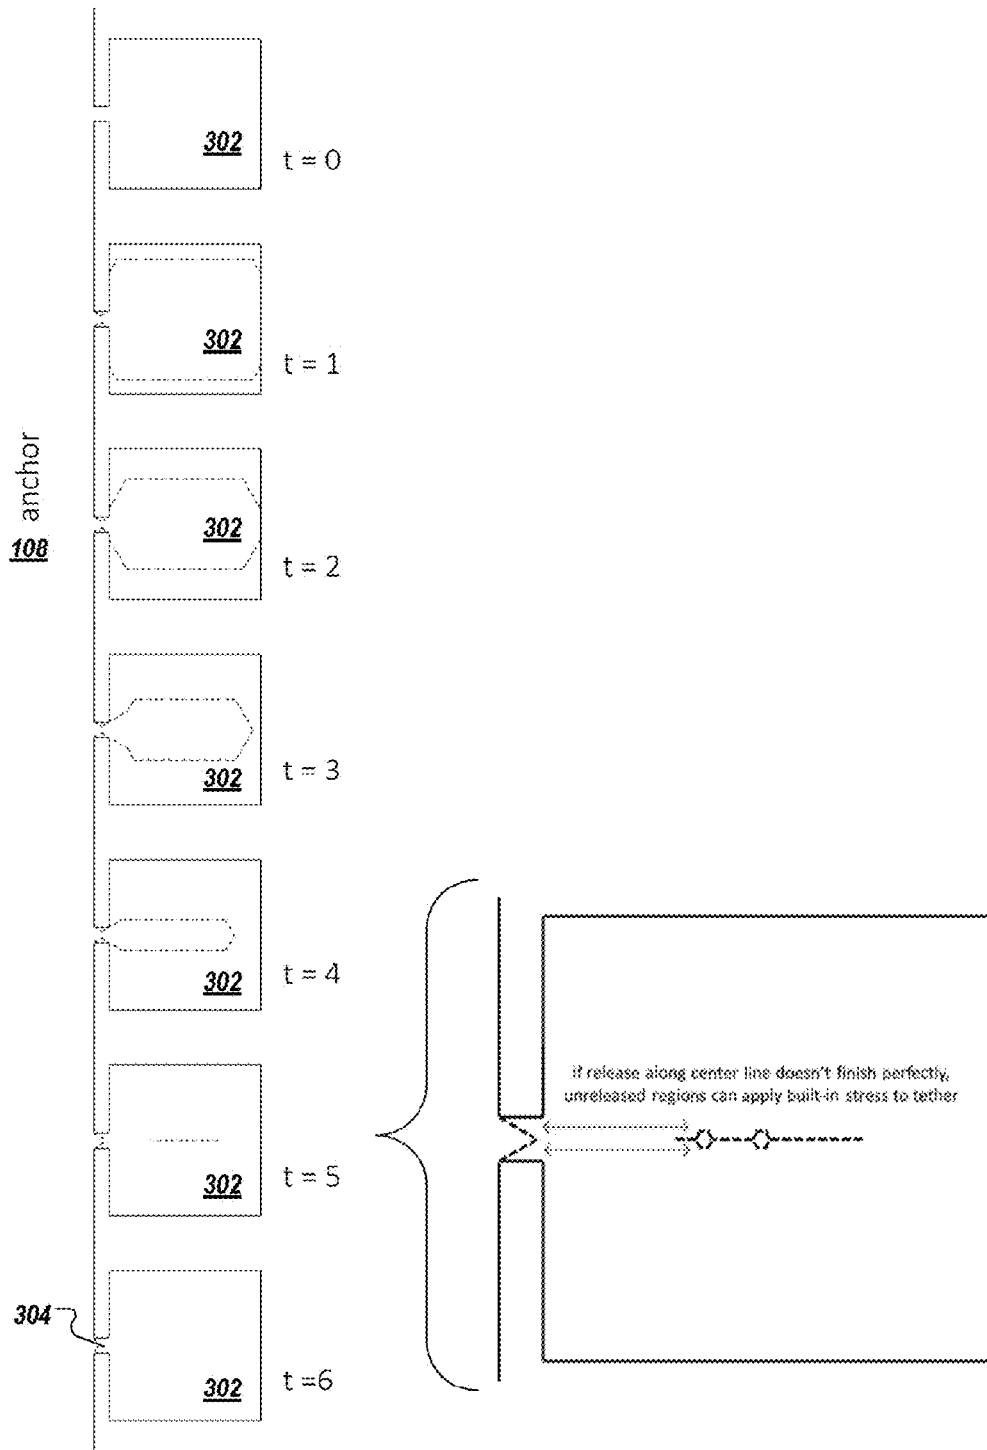 302
t = 0
302
t = 1
108 anchor
302
t = 2
302
t = 3
302
t = 4
if release along center line doesn't finish perfectly,
unreleased regions can apply built-in stress to tether
302
t = 5
304
302
t =6